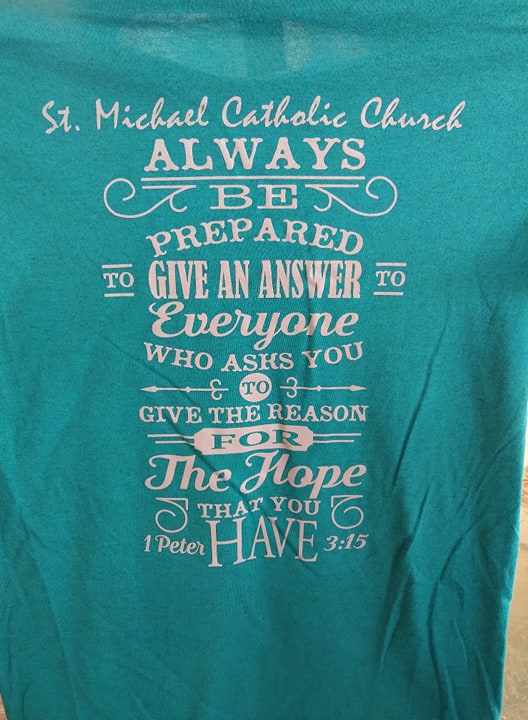 St. Michael Catholic Church
ALWAYS
BE
PREPARED
TO GIVE AN ANSWER TO
Everyone
WHO ASKS YOU
TO
GIVE THE REASON
FOR
The Hope
THAT YOU
1 Peter HAVE 3:15